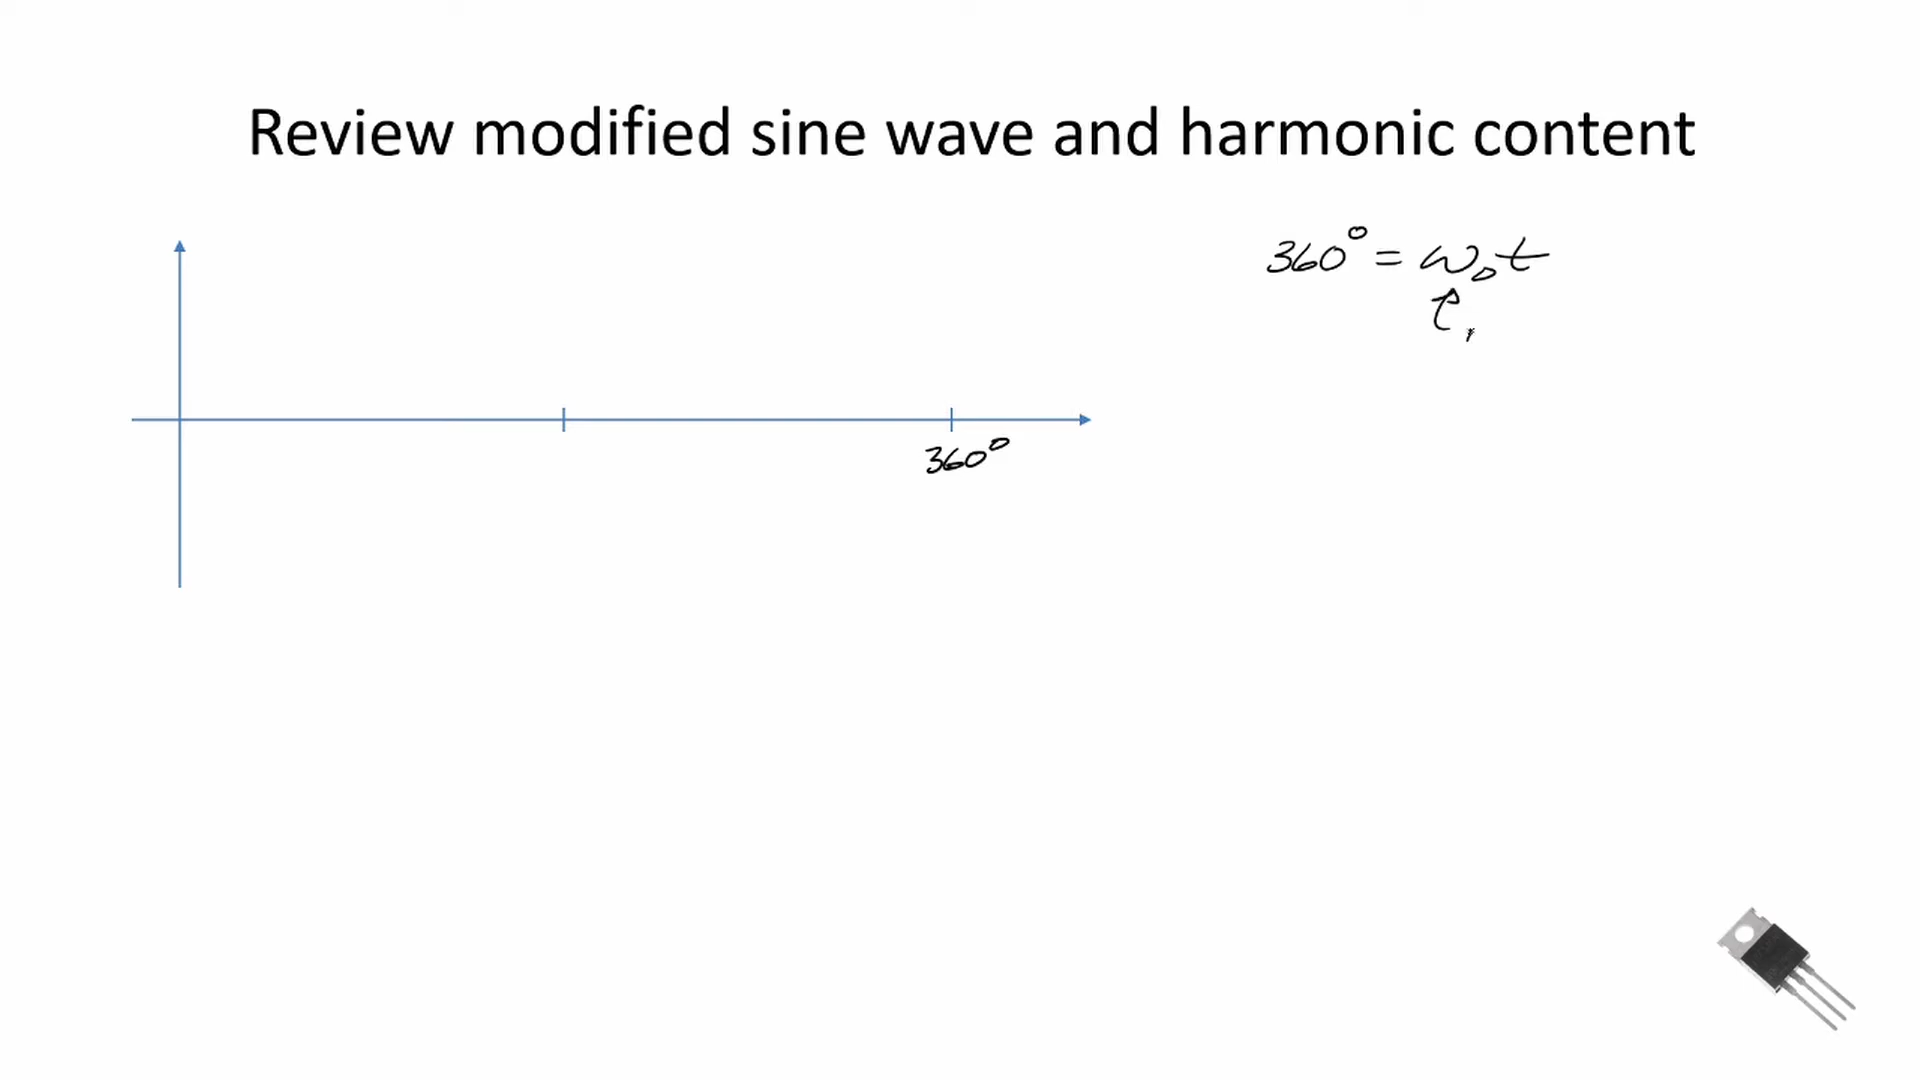 Review modified sine wave and harmonic content
360° = ω₀t
360°